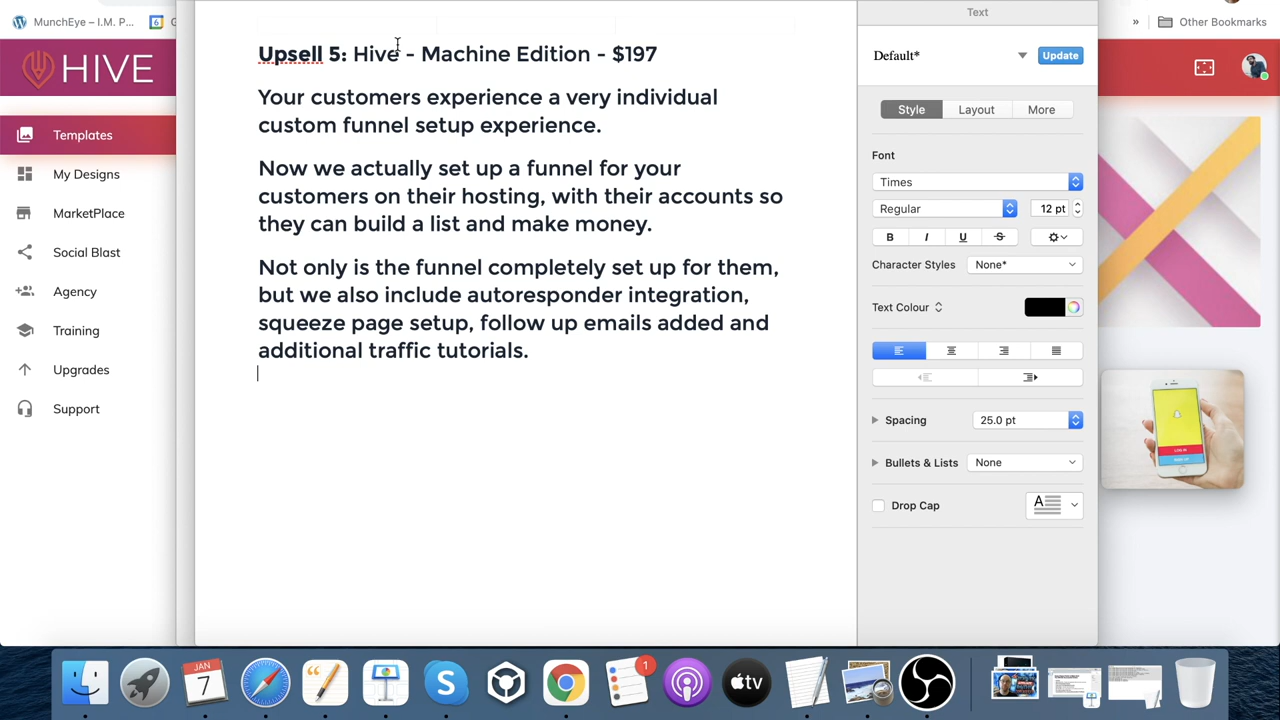 MunchEye – I.M. P...
6
»
Other Bookmarks
HIVE
Templates
My Designs
MarketPlace
Social Blast
Agency
Training
Upgrades
Support
Upsell 5: Hive - Machine Edition - $197
Your customers experience a very individual
custom funnel setup experience.
Now we actually set up a funnel for your
customers on their hosting, with their accounts so
they can build a list and make money.
Not only is the funnel completely set up for them,
but we also include autoresponder integration,
squeeze page setup, follow up emails added and
additional traffic tutorials.
Text
Default*
Update
Style Layout More
Font
Times
Regular 12 pt
B I U S
Character Styles None*
Text Colour
Spacing 25.0 pt
Bullets & Lists None
Drop Cap A
LOG IN
SIGN UP
JAN
7
S
1
tv